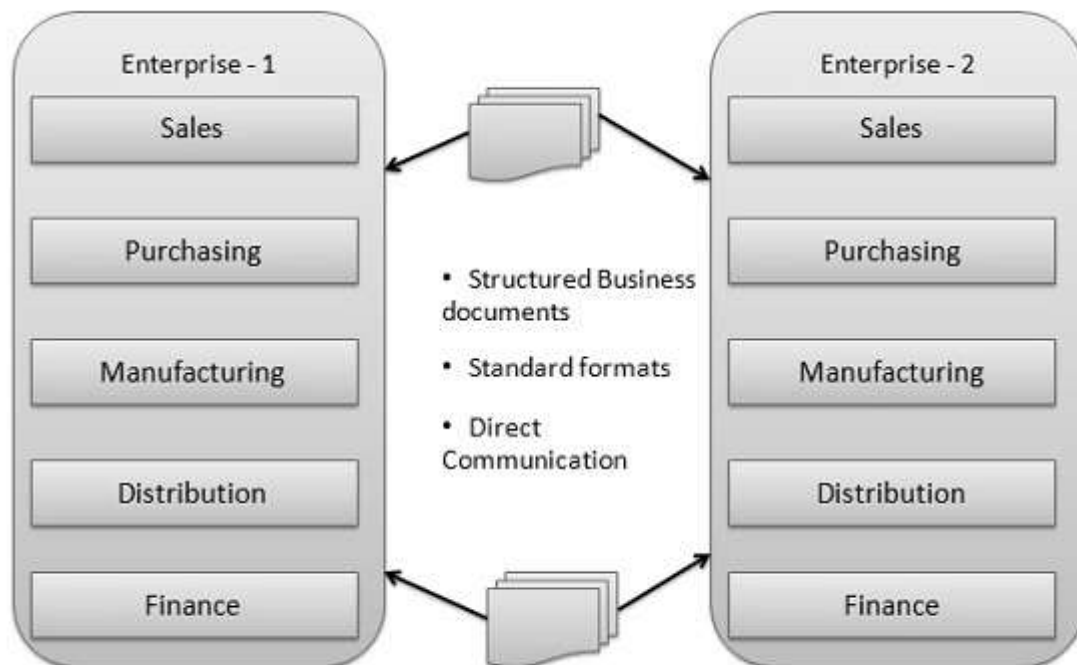 Enterprise - 1
Sales
Purchasing
Manufacturing
Distribution
Finance
• Structured Business
documents
• Standard formats
• Direct
Communication
Enterprise - 2
Sales
Purchasing
Manufacturing
Distribution
Finance